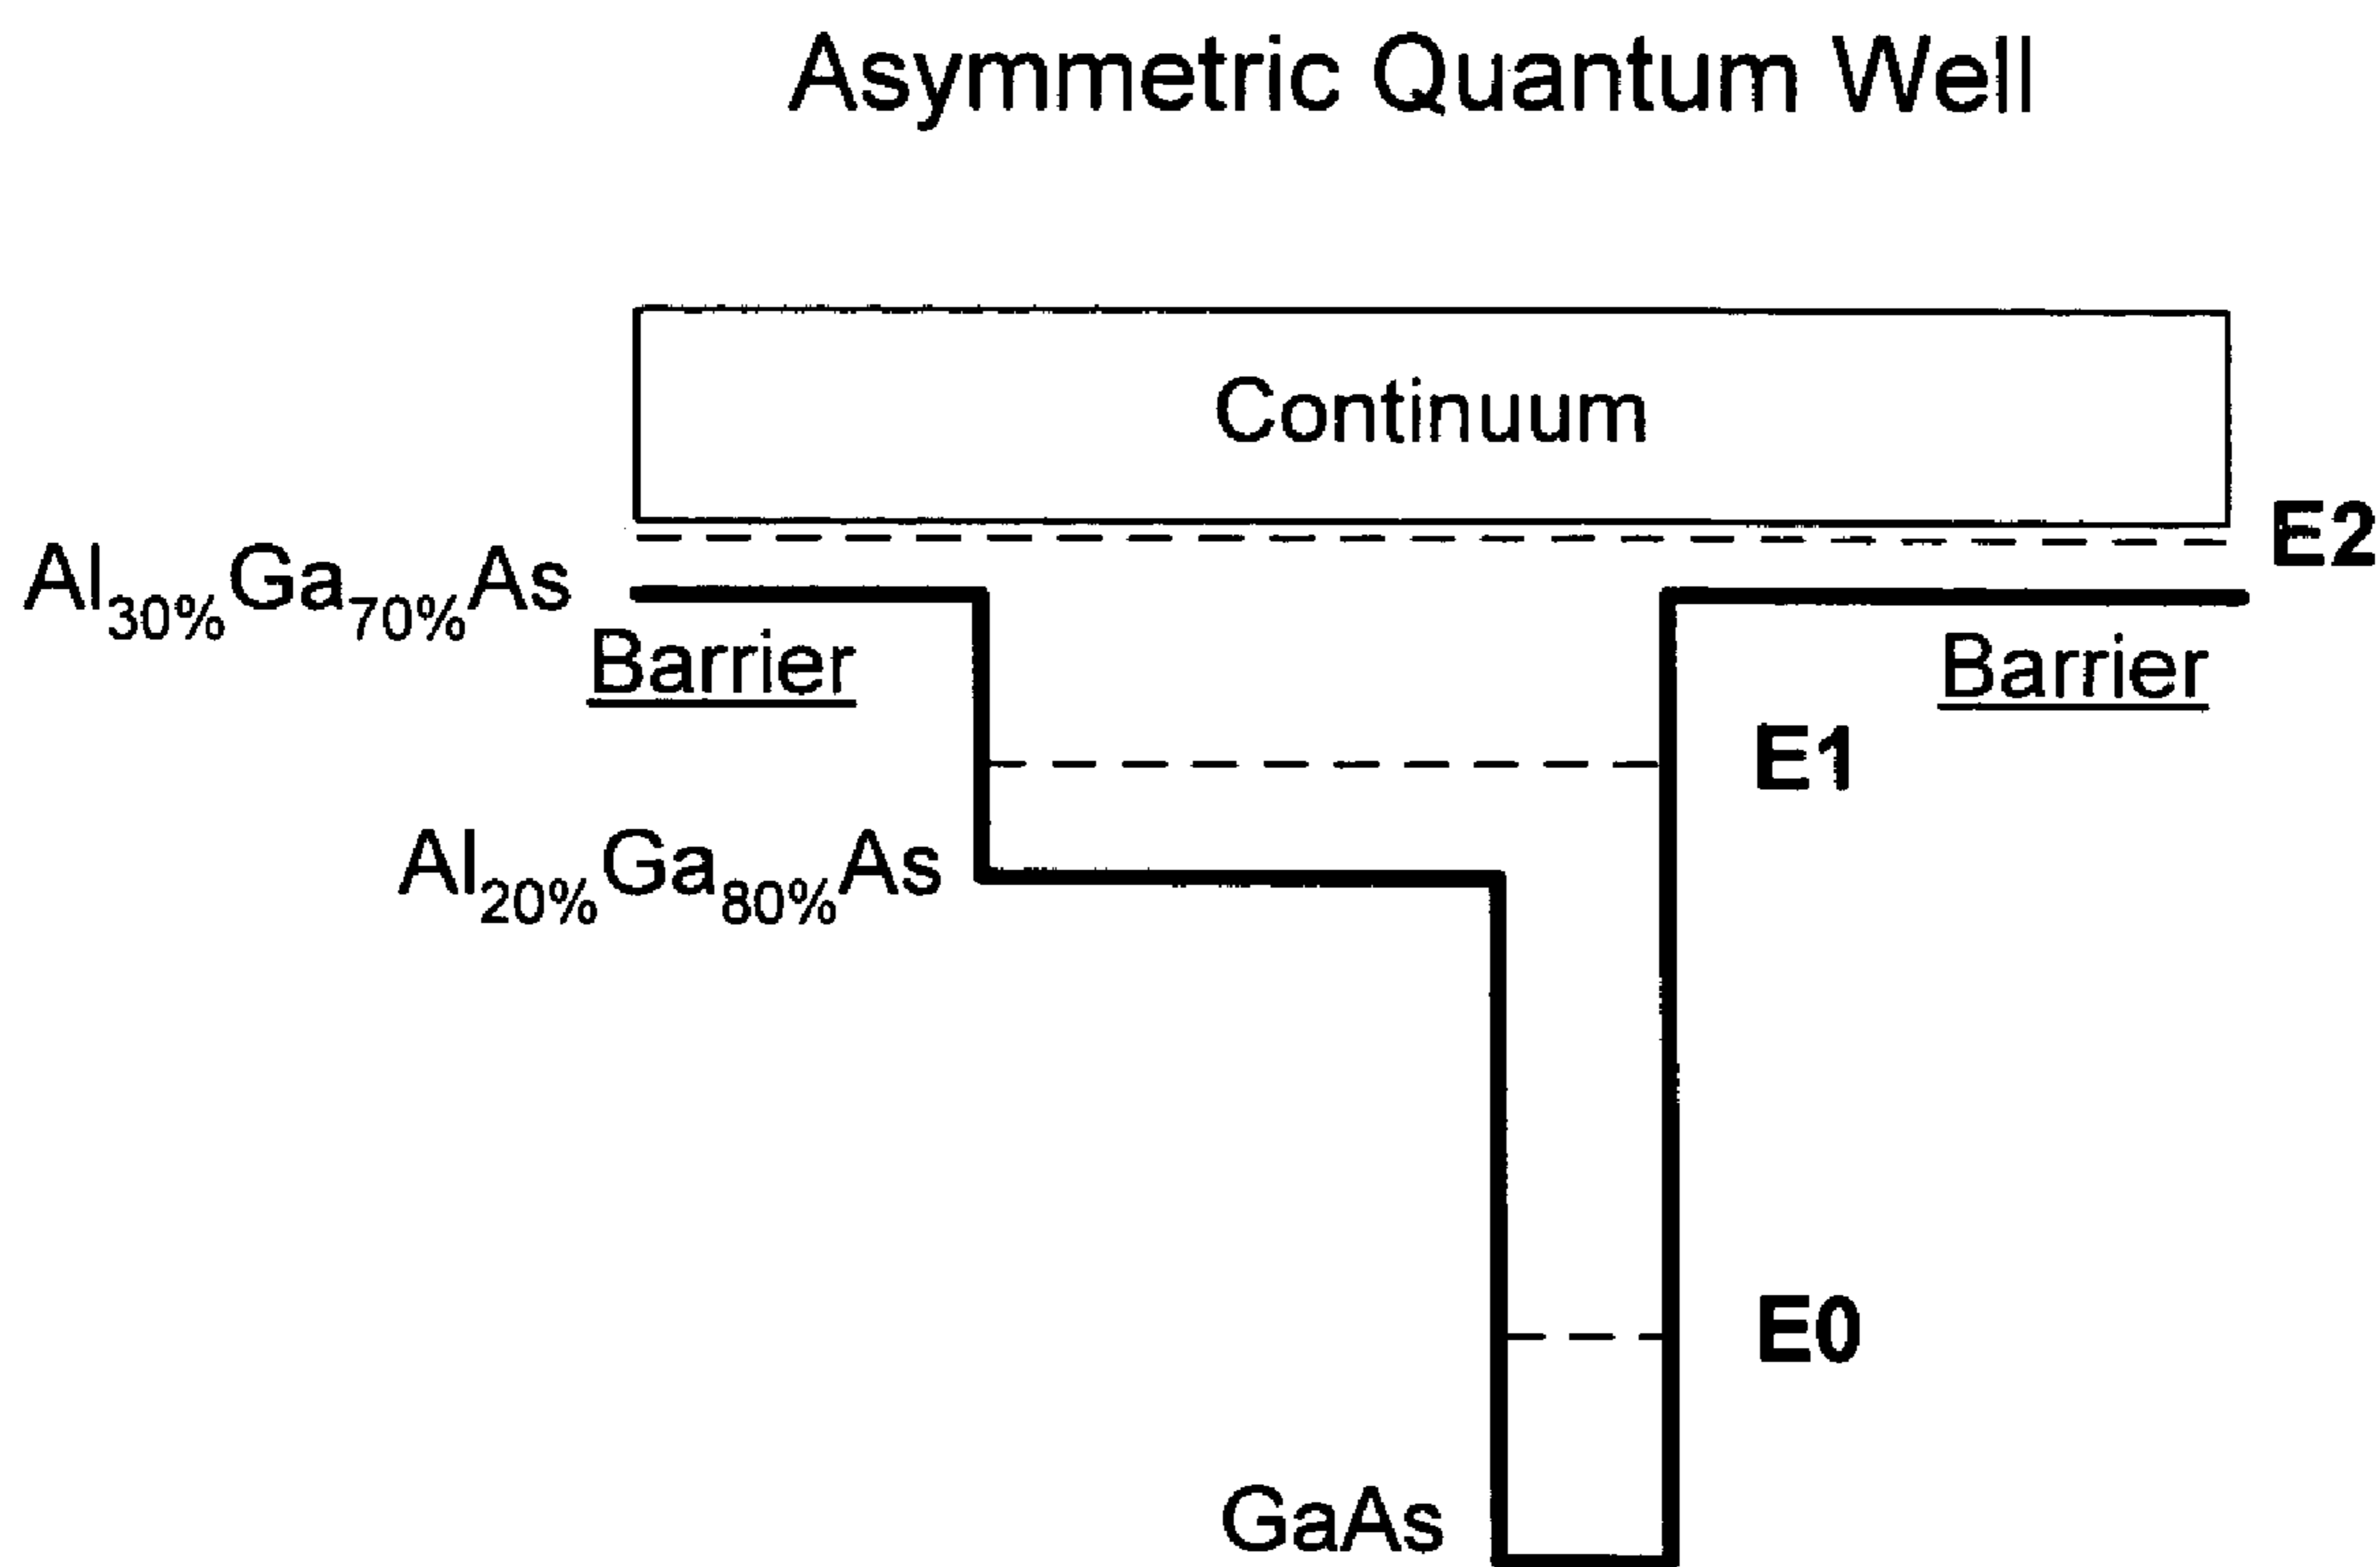 Asymmetric Quantum Well
Continuum
E2
Al30%Ga70%As
Barrier
Barrier
E1
Al20%Ga80%As
E0
GaAs